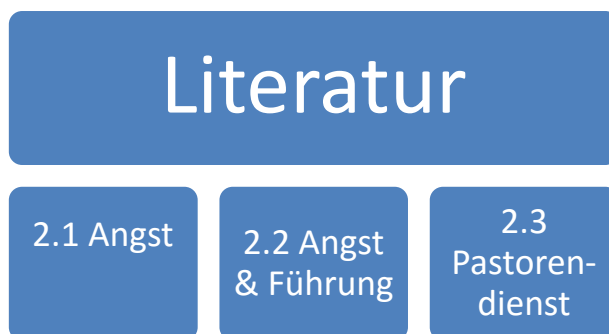 Literatur
2.1 Angst
2.2 Angst
& Führung
2.3
Pastoren-
dienst